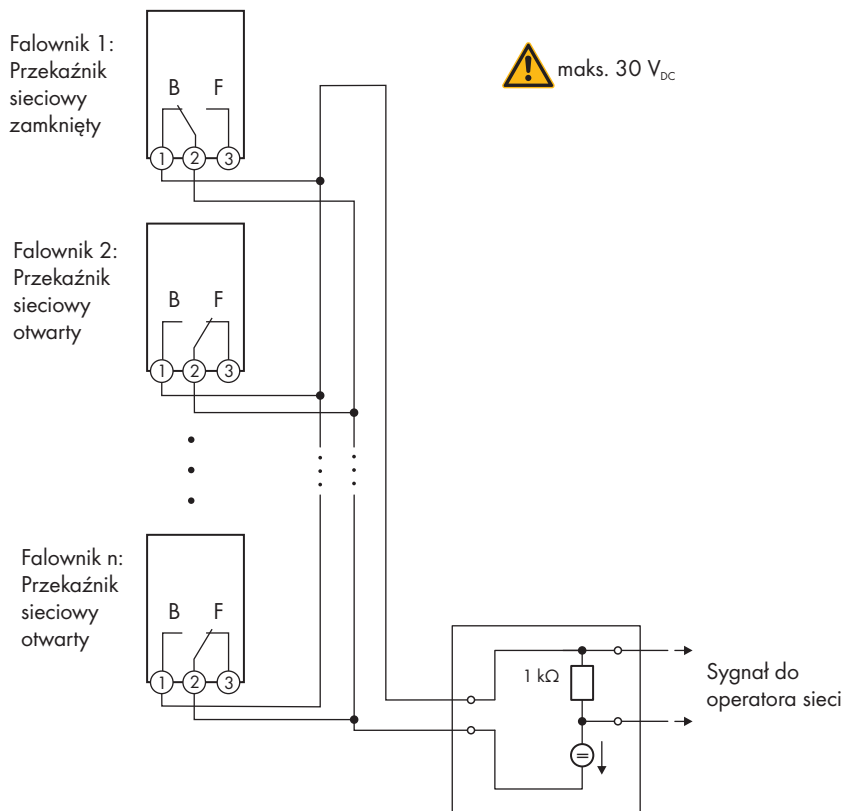 Falownik 1:
Przekaźnik
sieciowy
zamknięty
B F
1 2 3
maks. 30 V_DC
Falownik 2:
Przekaźnik
sieciowy
otwarty
B F
1 2 3
Falownik n:
Przekaźnik
sieciowy
otwarty
B F
1 2 3
1 kΩ
Sygnał do
operatora sieci